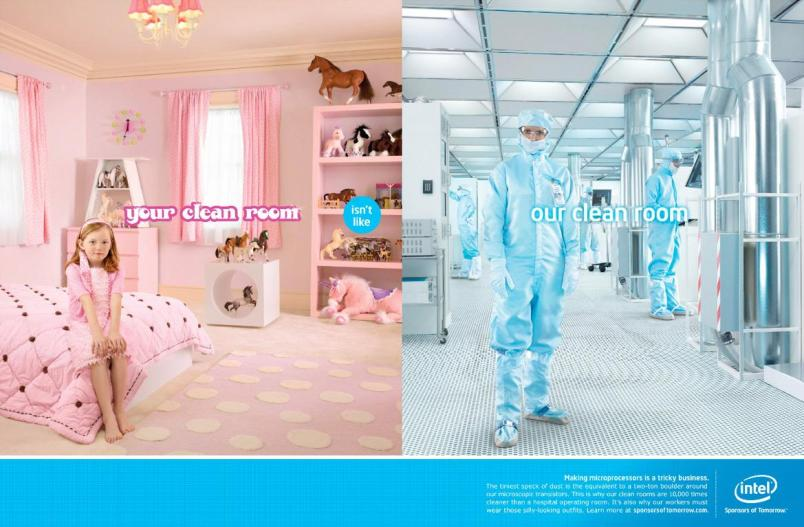 your clean room
isn't
like
our clean room
Making microprocessors is a tricky business.
The tiniest speck of dust is the equivalent to a two-ton boulder around
our microscopic transistors. This is why our clean rooms are 10,000 times
cleaner than a hospital operating room. It's also why our workers must
wear those silly-looking outfits. Learn more at sponsorsoftomorrow.com.
intel
Sponsors of Tomorrow.™